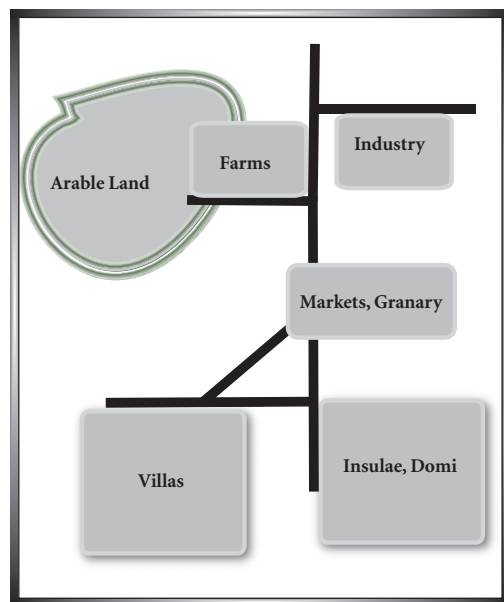 Industry
Farms
Arable Land
Markets, Granary
Insulae, Domi
Villas